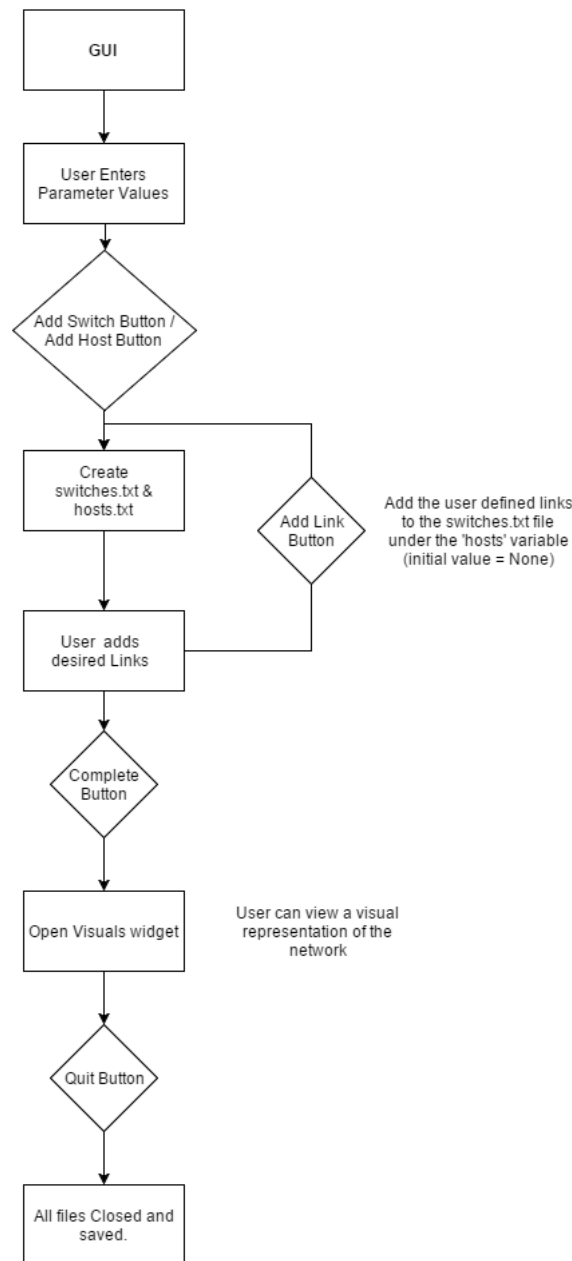 GUI
User Enters
Parameter Values
Add Switch Button /
Add Host Button
Create
switches.txt &
hosts.txt
Add Link
Button
Add the user defined links
to the switches.txt file
under the 'hosts' variable
(initial value = None)
User adds
desired Links
Complete
Button
Open Visuals widget
User can view a visual
representation of the
network
Quit Button
All files Closed and
saved.